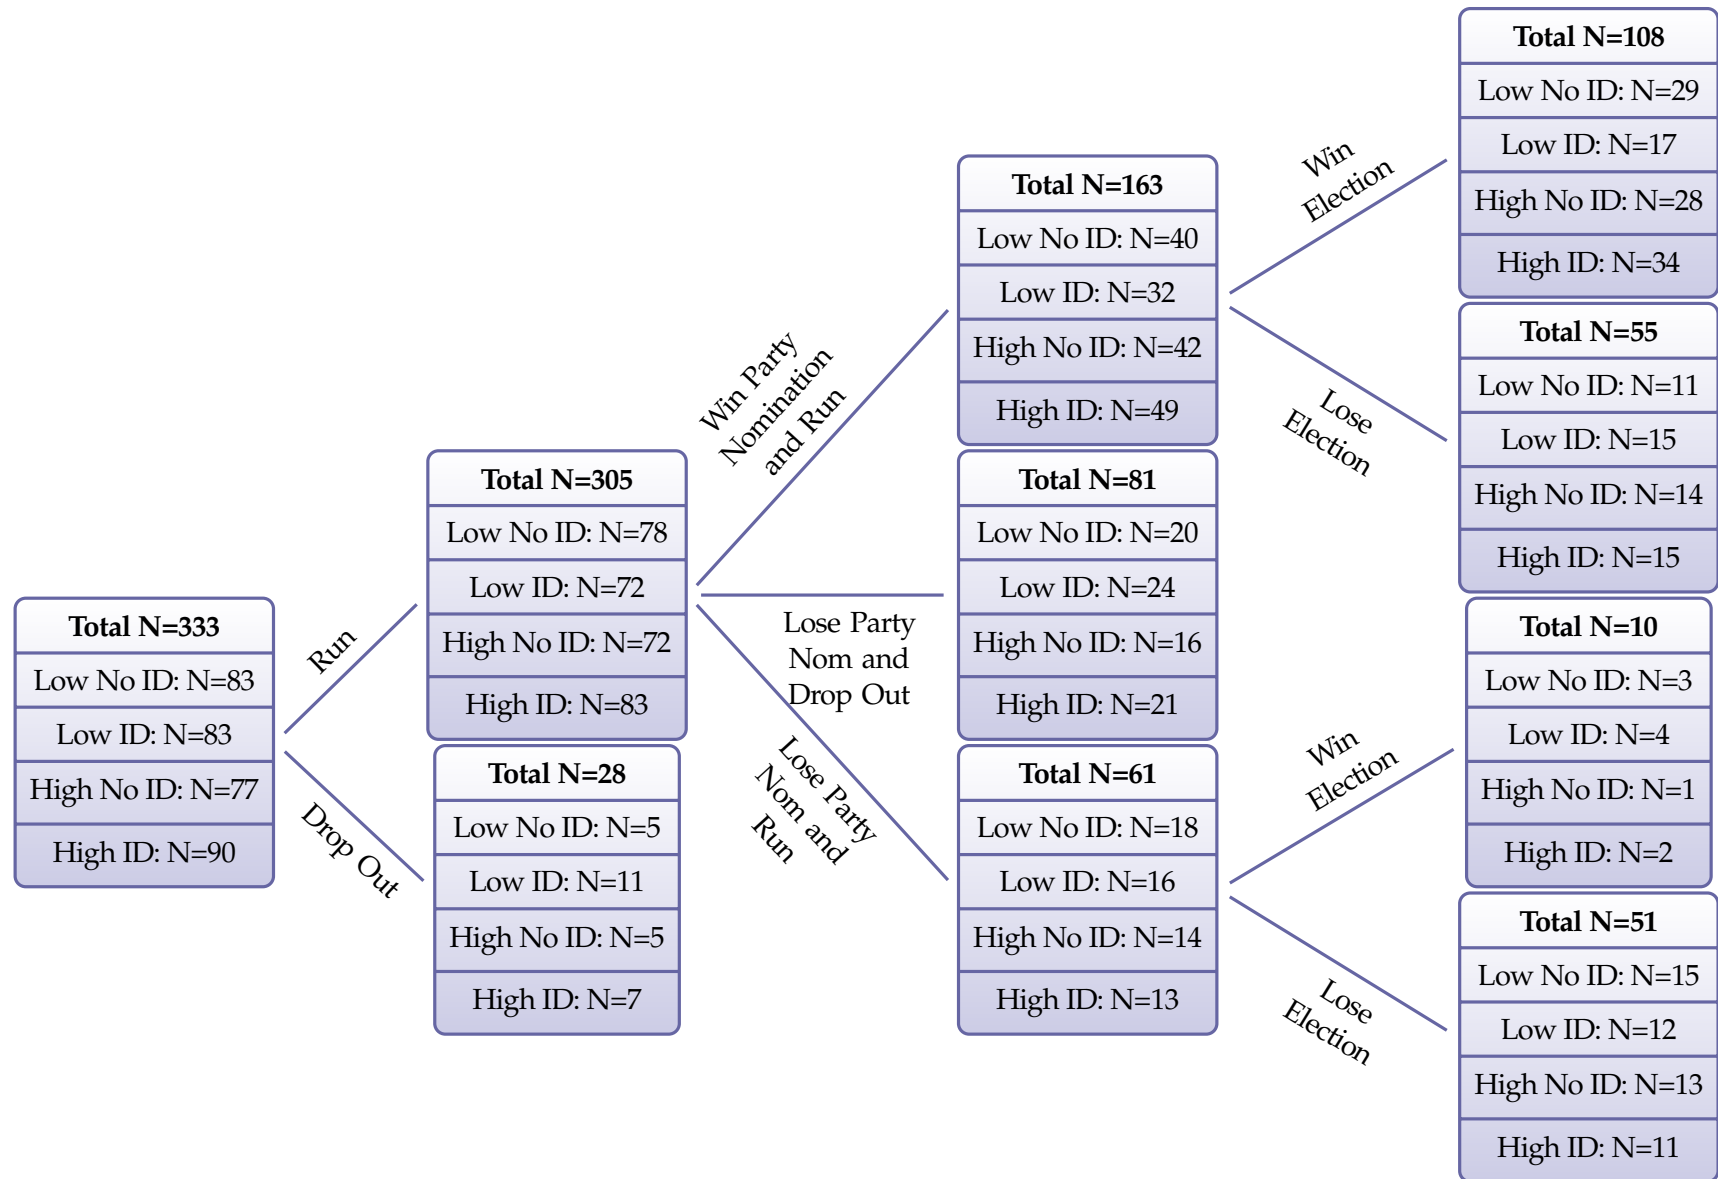 Total N=333
Low No ID: N=83
Low ID: N=83
High No ID: N=77
High ID: N=90
Run
Drop Out
Total N=305
Low No ID: N=78
Low ID: N=72
High No ID: N=72
High ID: N=83
Total N=28
Low No ID: N=5
Low ID: N=11
High No ID: N=5
High ID: N=7
Win Party
Nomination
and Run
Lose Party
Nom and
Drop Out
Lose Party
Nom and
Run
Total N=163
Low No ID: N=40
Low ID: N=32
High No ID: N=42
High ID: N=49
Total N=81
Low No ID: N=20
Low ID: N=24
High No ID: N=16
High ID: N=21
Total N=61
Low No ID: N=18
Low ID: N=16
High No ID: N=14
High ID: N=13
Win
Election
Lose
Election
Win
Election
Lose
Election
Total N=108
Low No ID: N=29
Low ID: N=17
High No ID: N=28
High ID: N=34
Total N=55
Low No ID: N=11
Low ID: N=15
High No ID: N=14
High ID: N=15
Total N=10
Low No ID: N=3
Low ID: N=4
High No ID: N=1
High ID: N=2
Total N=51
Low No ID: N=15
Low ID: N=12
High No ID: N=13
High ID: N=11